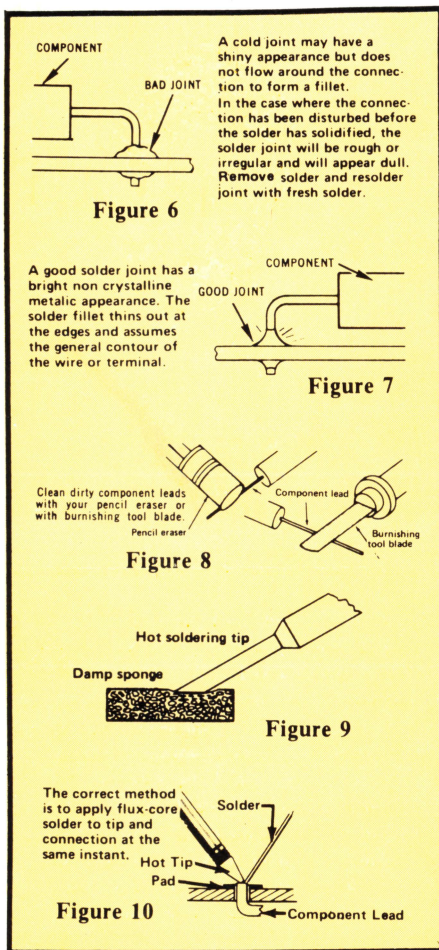 COMPONENT
BAD JOINT
A cold joint may have a
shiny appearance but does
not flow around the connec-
tion to form a fillet.
In the case where the connec-
tion has been disturbed before
the solder has solidified, the
solder joint will be rough or
irregular and will appear dull.
Remove solder and resolder
joint with fresh solder.
Figure 6
A good solder joint has a
bright non crystalline
metalic appearance. The
solder fillet thins out at
the edges and assumes
the general contour of
the wire or terminal.
COMPONENT
GOOD JOINT
Figure 7
Clean dirty component leads
with your pencil eraser or
with burnishing tool blade.
Pencil eraser
Component lead
Burnishing
tool blade
Figure 8
Hot soldering tip
Damp sponge
Figure 9
The correct method
is to apply flux-core
solder to tip and
connection at the
same instant.
Solder
Hot Tip
Pad
Component Lead
Figure 10